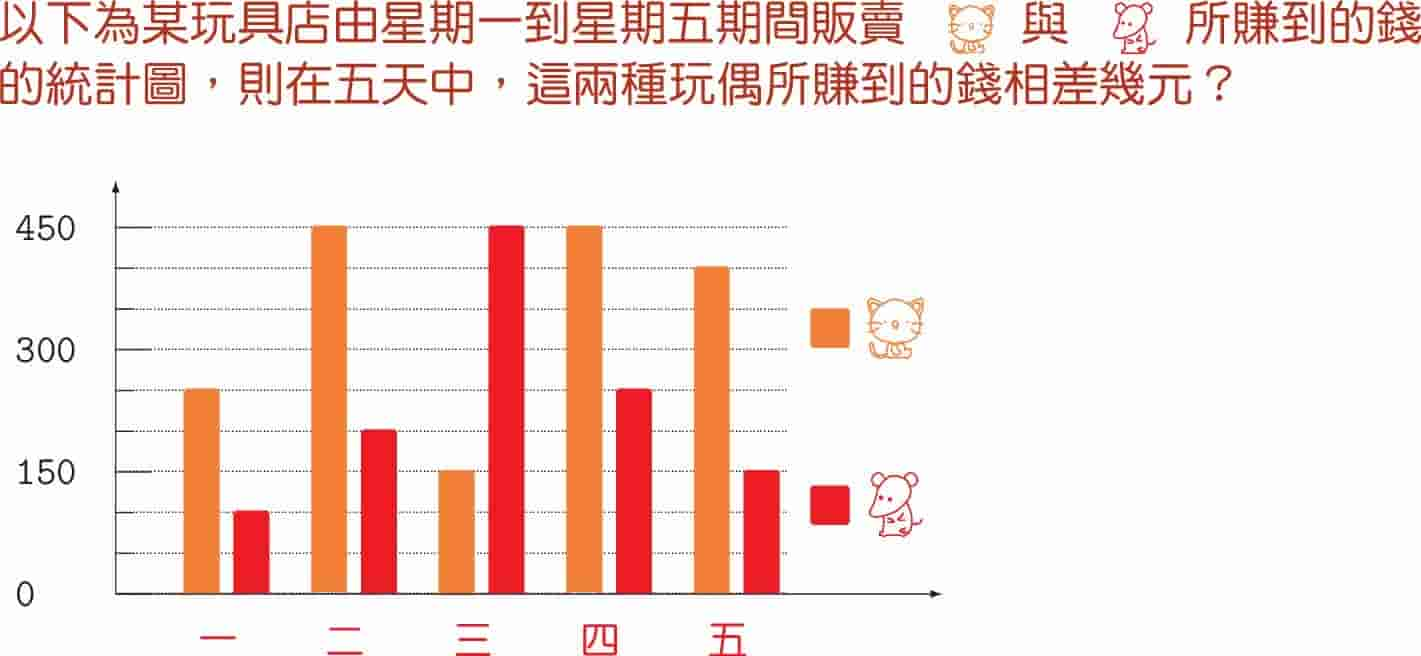 以下為某玩具店由星期一到星期五期間販賣 與 所賺到的錢
的統計圖，則在五天中，這兩種玩偶所賺到的錢相差幾元？
450
300
150
0
一 二 三 四 五